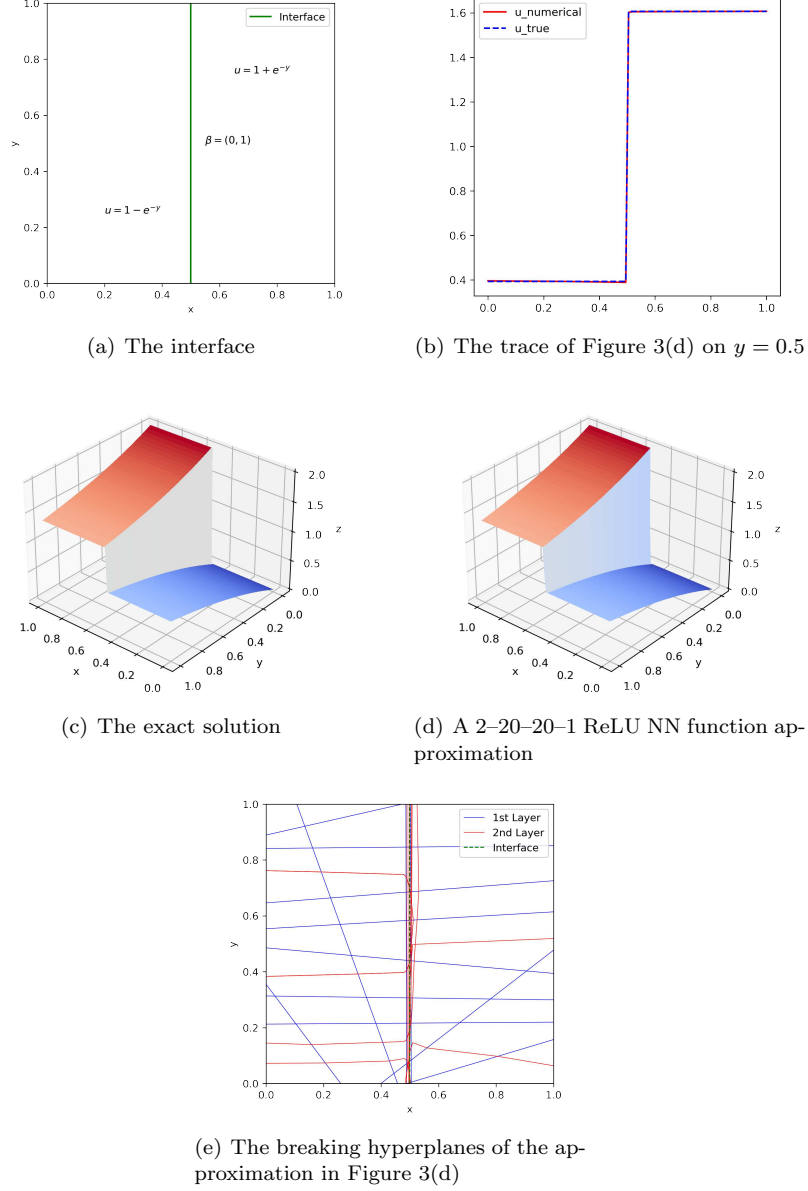 1.0
0.8
0.6
0.4
0.2
0.0
y
Interface
u = 1 + e^{-y}
β = (0, 1)
u = 1 − e^{-y}
0.0 0.2 0.4 0.6 0.8 1.0
x
(a) The interface
1.6
1.4
1.2
1.0
0.8
0.6
0.4
u_numerical
u_true
0.0 0.2 0.4 0.6 0.8 1.0
(b) The trace of Figure 3(d) on y = 0.5
2.0
1.5
1.0
0.5
0.0
z
1.0 0.8 0.6 0.4 0.2 0.0
x
0.0 0.2 0.4 0.6 0.8 1.0
y
(c) The exact solution
2.0
1.5
1.0
0.5
0.0
z
1.0 0.8 0.6 0.4 0.2 0.0
x
0.0 0.2 0.4 0.6 0.8 1.0
y
(d) A 2–20–20–1 ReLU NN function ap-
proximation
1.0
0.8
0.6
0.4
0.2
0.0
y
1st Layer
2nd Layer
Interface
0.0 0.2 0.4 0.6 0.8 1.0
x
(e) The breaking hyperplanes of the ap-
proximation in Figure 3(d)